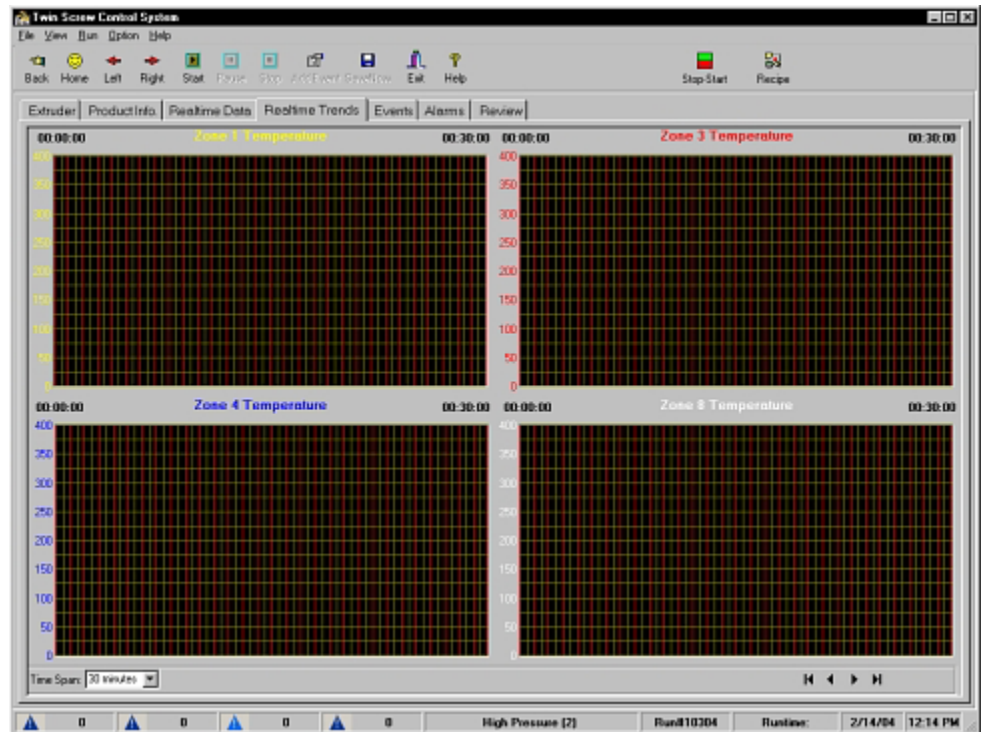 Twin Screw Control System
File View Run Option Help
Back Home Left Right Start Pause Stop Add Event SaveNow Exit Help Stop-Start Recipe
Extruder Product Info. Realtime Data Realtime Trends Events Alarms Review
00:00:00 Zone 1 Temperature 00:30:00 00:00:00 Zone 3 Temperature 00:30:00
400 400
350 350
300 300
250 250
200 200
150 150
100 100
50 50
0 0
00:00:00 Zone 4 Temperature 00:30:00 00:00:00 Zone 8 Temperature 00:30:00
400 400
350 350
300 300
250 250
200 200
150 150
100 100
50 50
0 0
Time Span: 30 minutes
0 0 0 0 High Pressure (2) Run#10304 Runtime: 2/14/04 12:14 PM